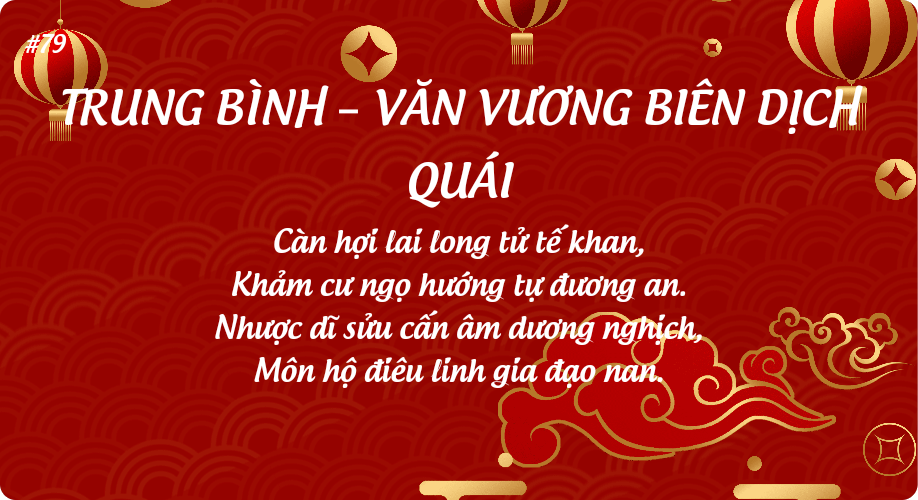 #79
TRUNG BÌNH – VĂN VƯƠNG BIÊN DỊCH
QUÁI
Càn hợi lai long tử tế khan,
Khảm cư ngọ hướng tự đương an.
Nhược dĩ sửu cấn âm dương nghịch,
Môn hộ điêu linh gia đạo nan.